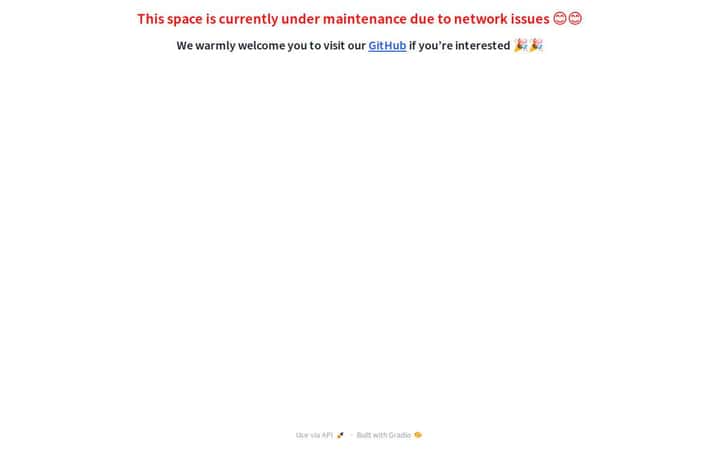 This space is currently under maintenance due to network issues 😊😊
We warmly welcome you to visit our GitHub if you're interested 🎉🎉
Use via API 🚀 · Built with Gradio